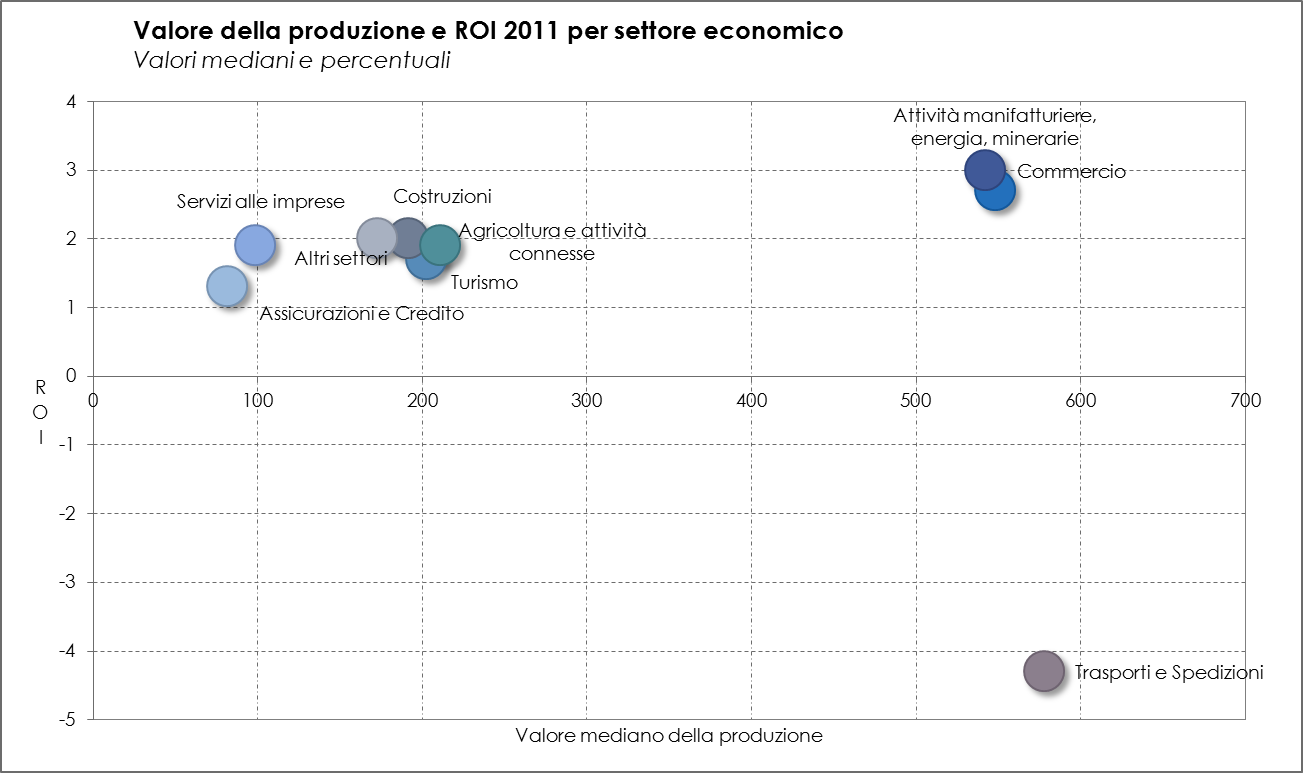 Valore della produzione e ROI 2011 per settore economico
Valori mediani e percentuali
4
Attività manifatturiere,
energia, minerarie
3
Commercio
Costruzioni
Servizi alle imprese
2
Agricoltura e attività
connesse
Altri settori
Turismo
1
Assicurazioni e Credito
0
R
O
I
0
100
200
300
400
500
600
700
-1
-2
-3
-4
Trasporti e Spedizioni
-5
Valore mediano della produzione